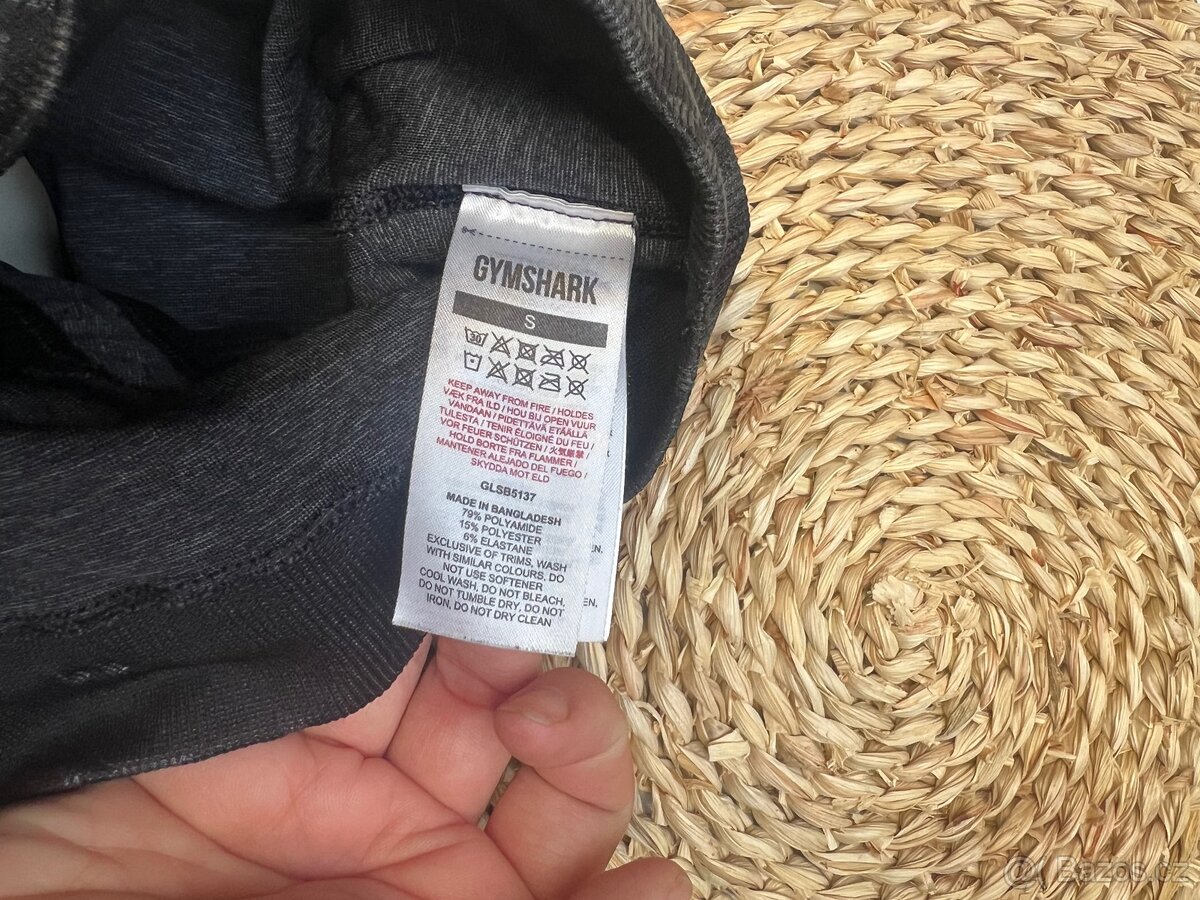 GYMSHARK
S
30
KEEP AWAY FROM FIRE / HOLDES
VÆK FRA ILD / HOU BIJ OPEN VUUR
VANDAAN / PIDETTÄVÄ ETÄÄLLÄ
TULESTA / TENIR ÉLOIGNÉ DU FEU /
VOR FEUER SCHÜTZEN / 火気厳禁 /
HOLD BORTE FRA FLAMMER /
MANTENER ALEJADO DEL FUEGO /
SKYDDA MOT ELD
GLSB5137
MADE IN BANGLADESH
79% POLYAMIDE
15% POLYESTER
6% ELASTANE
EXCLUSIVE OF TRIMS, WASH
WITH SIMILAR COLOURS, DO
NOT USE SOFTENER
COOL WASH, DO NOT BLEACH,
DO NOT TUMBLE DRY, DO NOT
IRON, DO NOT DRY CLEAN
EN.
EN.
Bazos.cz